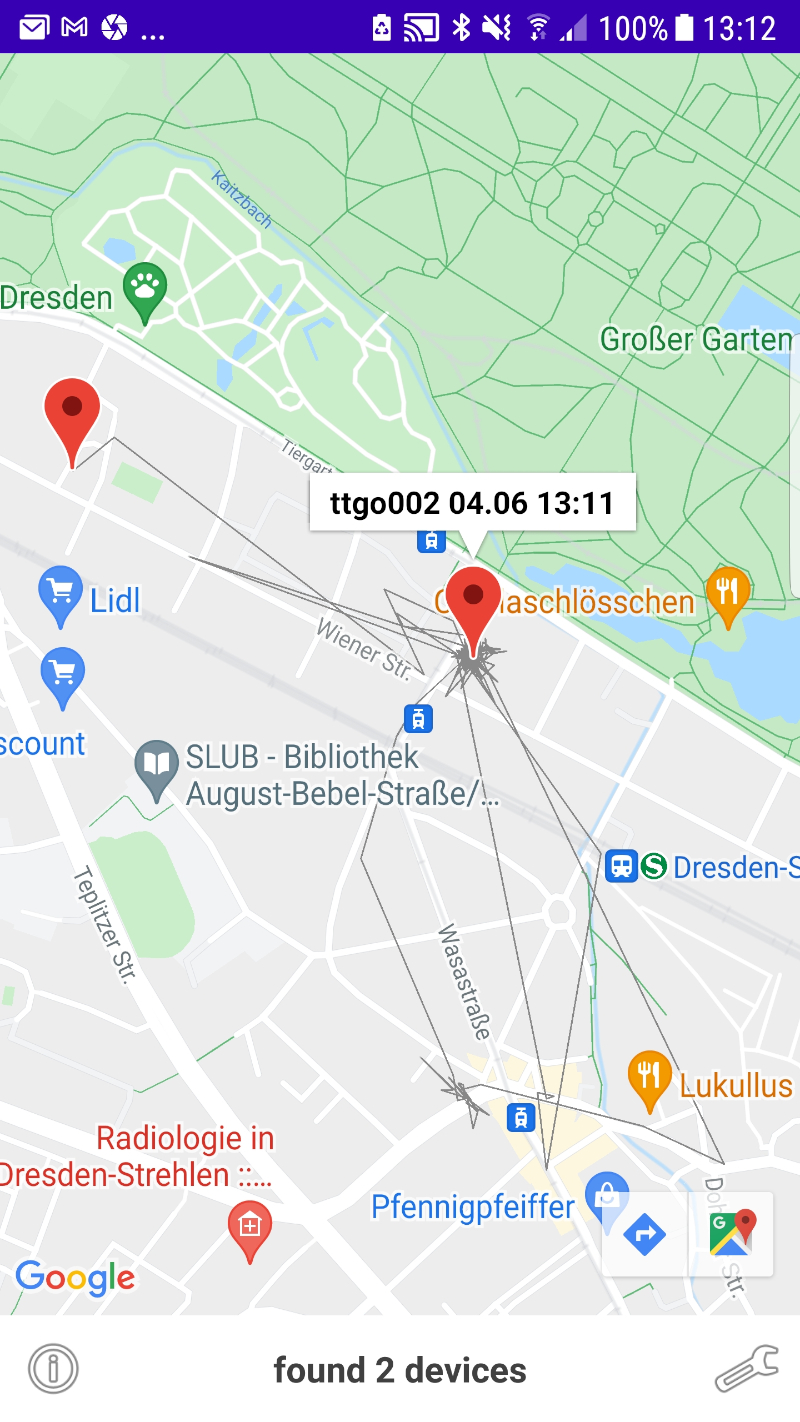 ... 100% 13:12
Kaitzbach
Dresden
Großer Garten
Tiergart
ttgo002 04.06 13:11
Lidl
Wiener Str.
scount
SLUB - Bibliothek
August-Bebel-Straße/...
Dresden-S
Teplitzer Str.
Wasastraße
Lukullus
Radiologie in
Dresden-Strehlen ::...
Pfennigpfeiffer
Google
found 2 devices